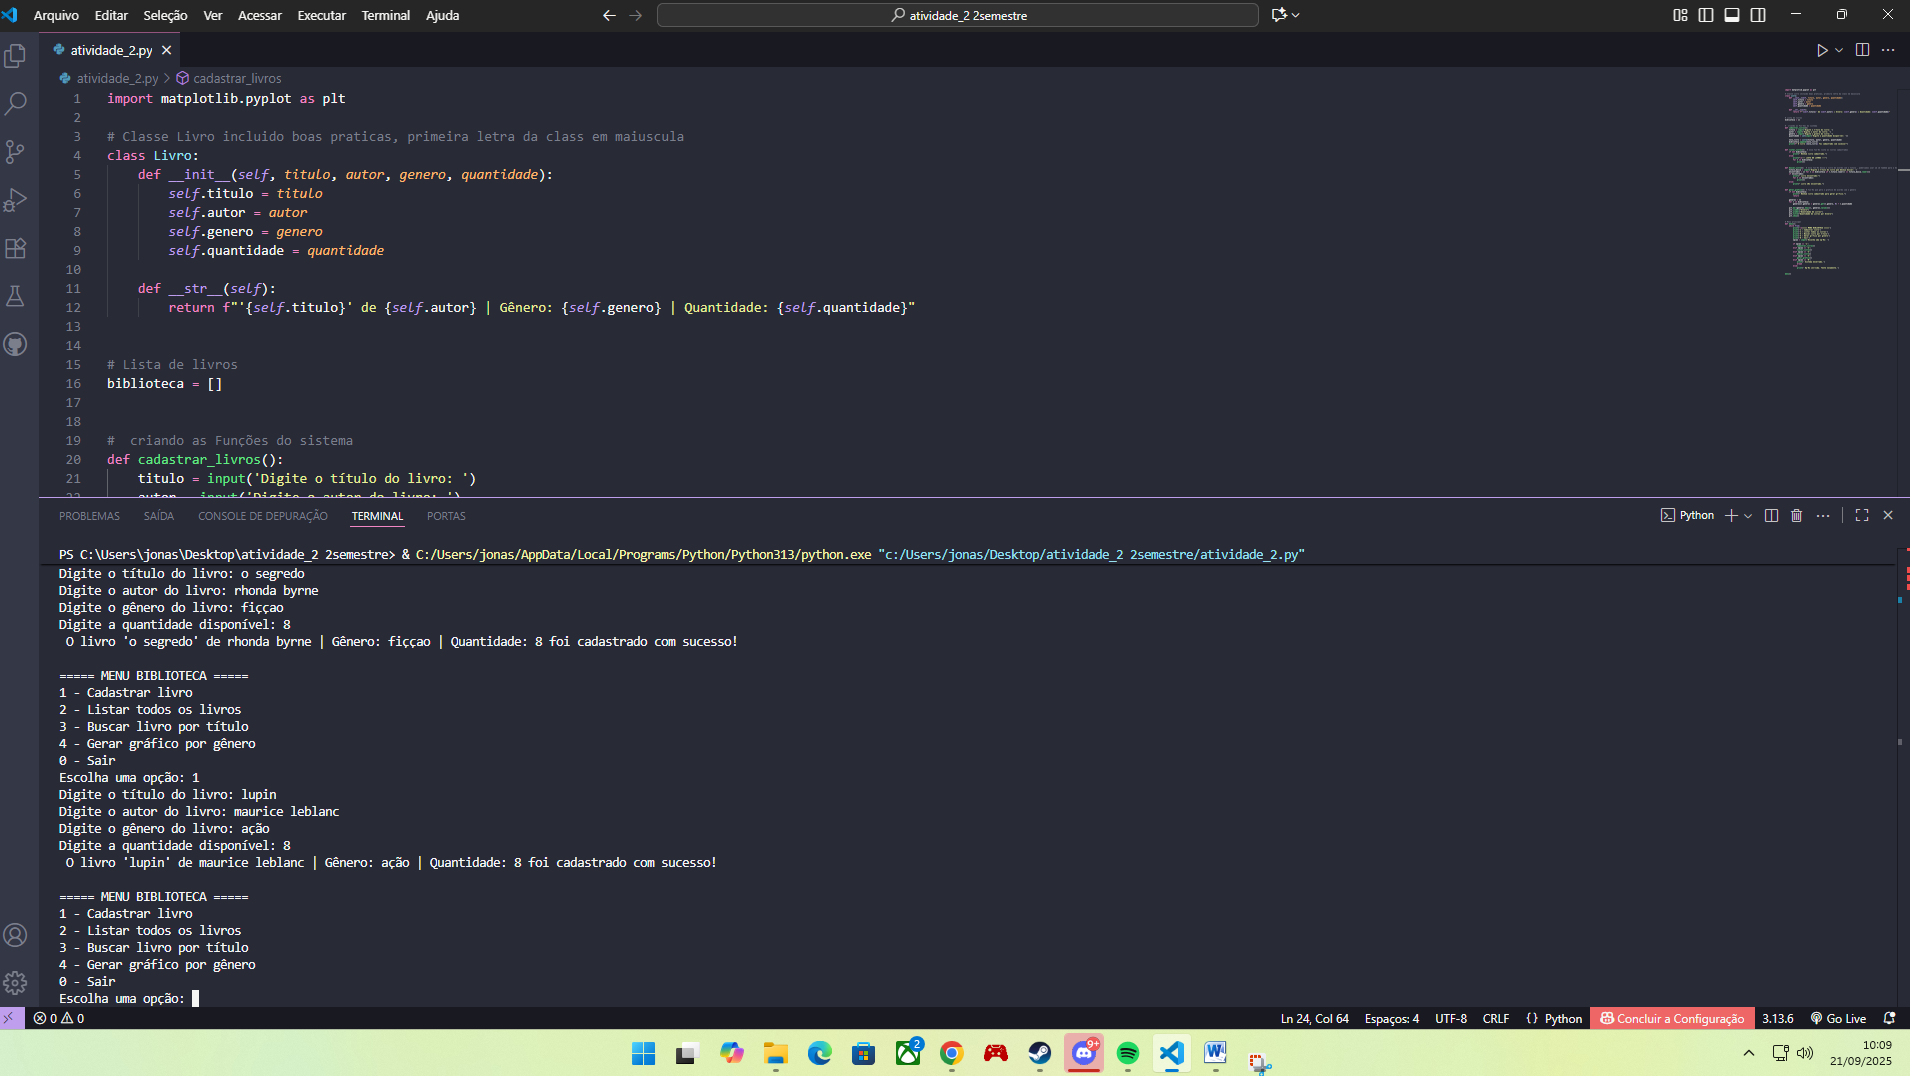 Arquivo Editar Seleção Ver Acessar Executar Terminal Ajuda
atividade_2 2semestre
atividade_2.py
atividade_2.py > cadastrar_livros
1 import matplotlib.pyplot as plt
2
3 # Classe Livro incluido boas praticas, primeira letra da class em maiuscula
4 class Livro:
5 def __init__(self, titulo, autor, genero, quantidade):
6 self.titulo = titulo
7 self.autor = autor
8 self.genero = genero
9 self.quantidade = quantidade
10
11 def __str__(self):
12 return f"'{self.titulo}' de {self.autor} | Gênero: {self.genero} | Quantidade: {self.quantidade}"
13
14
15 # Lista de livros
16 biblioteca = []
17
18
19 #  criando as Funções do sistema
20 def cadastrar_livros():
21 titulo = input('Digite o título do livro: ')
22 autor = input('Digite o autor do livro: ')
PROBLEMAS SAÍDA CONSOLE DE DEPURAÇÃO TERMINAL PORTAS
Python
PS C:\Users\jonas\Desktop\atividade_2 2semestre> & C:/Users/jonas/AppData/Local/Programs/Python/Python313/python.exe "c:/Users/jonas/Desktop/atividade_2 2semestre/atividade_2.py"
Digite o título do livro: o segredo
Digite o autor do livro: rhonda byrne
Digite o gênero do livro: ficçao
Digite a quantidade disponível: 8
O livro 'o segredo' de rhonda byrne | Gênero: ficçao | Quantidade: 8 foi cadastrado com sucesso!
===== MENU BIBLIOTECA =====
1 - Cadastrar livro
2 - Listar todos os livros
3 - Buscar livro por título
4 - Gerar gráfico por gênero
0 - Sair
Escolha uma opção: 1
Digite o título do livro: lupin
Digite o autor do livro: maurice leblanc
Digite o gênero do livro: ação
Digite a quantidade disponível: 8
O livro 'lupin' de maurice leblanc | Gênero: ação | Quantidade: 8 foi cadastrado com sucesso!
===== MENU BIBLIOTECA =====
1 - Cadastrar livro
2 - Listar todos os livros
3 - Buscar livro por título
4 - Gerar gráfico por gênero
0 - Sair
Escolha uma opção:
0 0 Ln 24, Col 64 Espaços: 4 UTF-8 CRLF {} Python Concluir a Configuração 3.13.6 Go Live
2 9+
10:09
21/09/2025